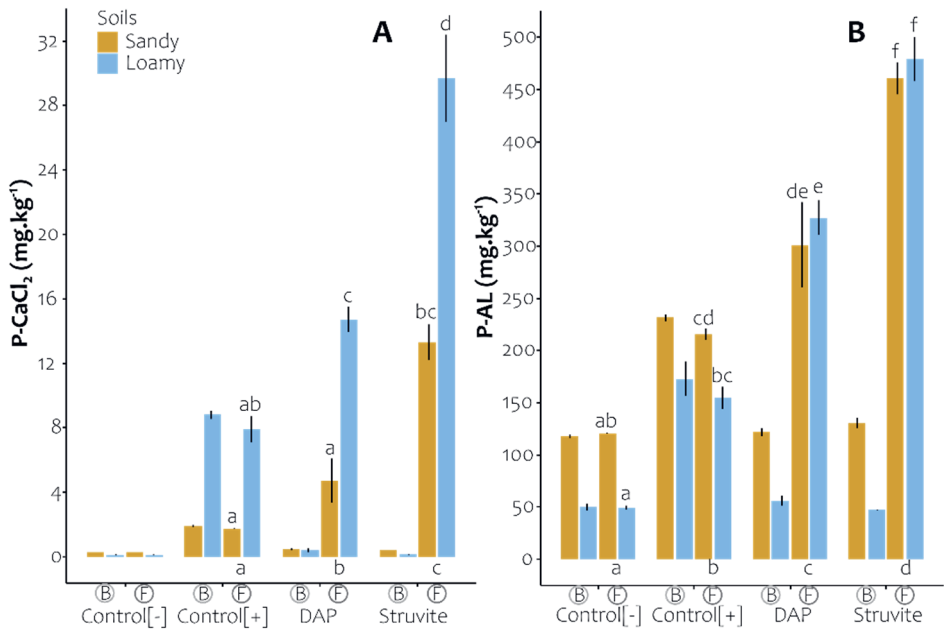 Soils
Sandy
Loamy
A
P-CaCl₂ (mg.kg⁻¹)
32
28
24
20
16
12
8
4
0
a
ab
a
c
bc
d
a
b
c
B F B F B F B F
Control[-] Control[+] DAP Struvite
B
P-AL (mg.kg⁻¹)
500
450
400
350
300
250
200
150
100
50
0
ab
a
cd
bc
de
e
f
f
a
b
c
d
B F B F B F B F
Control[-] Control[+] DAP Struvite